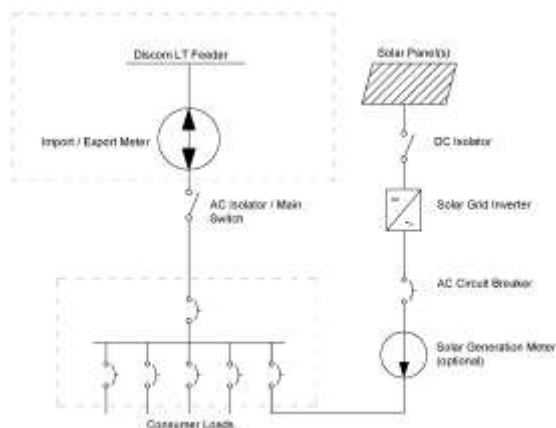 Discom LT Feeder
Solar Panel(s)
Import / Export Meter
DC Isolator
AC Isolator / Main
Switch
Solar Grid Inverter
AC Circuit Breaker
Solar Generation Meter
(optional)
Consumer Loads